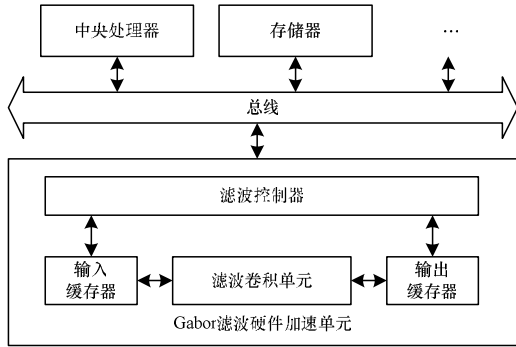 中央处理器
存储器
…
总线
滤波控制器
输入
缓存器
滤波卷积单元
输出
缓存器
Gabor滤波硬件加速单元